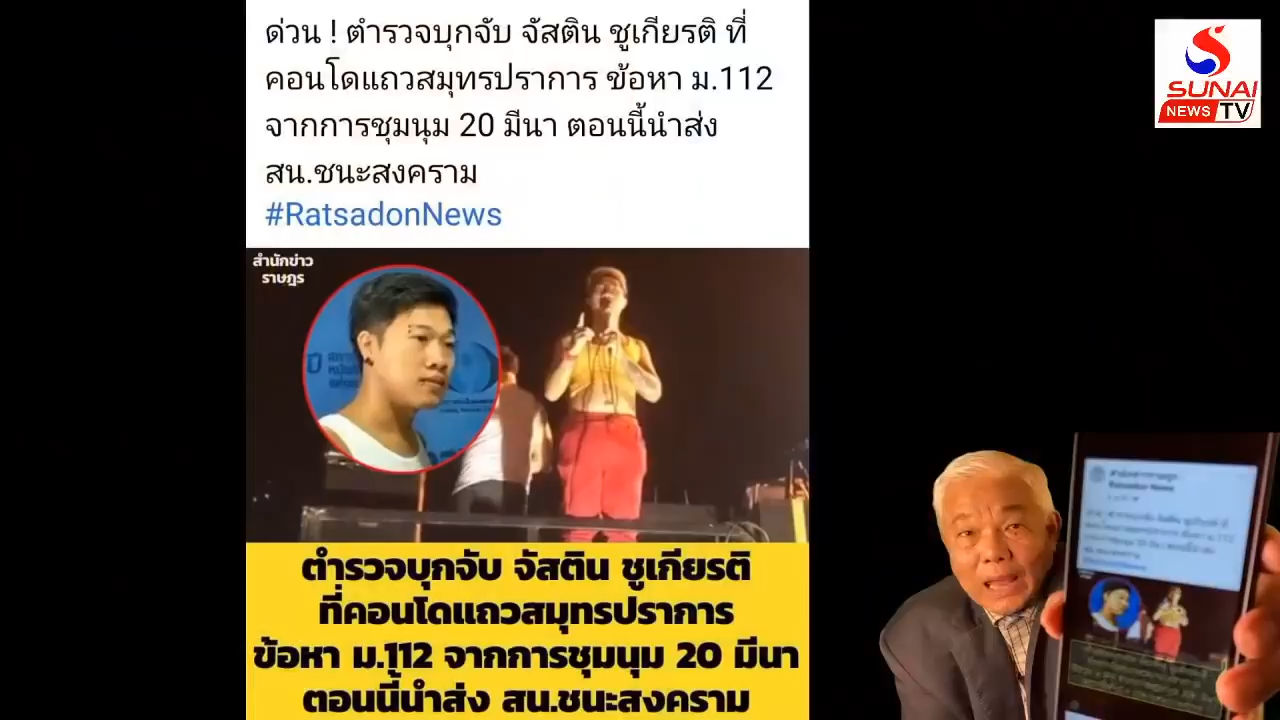 ด่วน ! ตำรวจบุกจับ จัสติน ชูเกียรติ ที่
คอนโดแถวสมุทรปราการ ข้อหา ม.112
จากการชุมนุม 20 มีนา ตอนนี้นำส่ง
สน.ชนะสงคราม
#RatsadonNews
SUNAI
NEWS TV
สำนักข่าว
ราษฎร
ตำรวจบุกจับ จัสติน ชูเกียรติ
ที่คอนโดแถวสมุทรปราการ
ข้อหา ม.112 จากการชุมนุม 20 มีนา
ตอนนี้นำส่ง สน.ชนะสงคราม